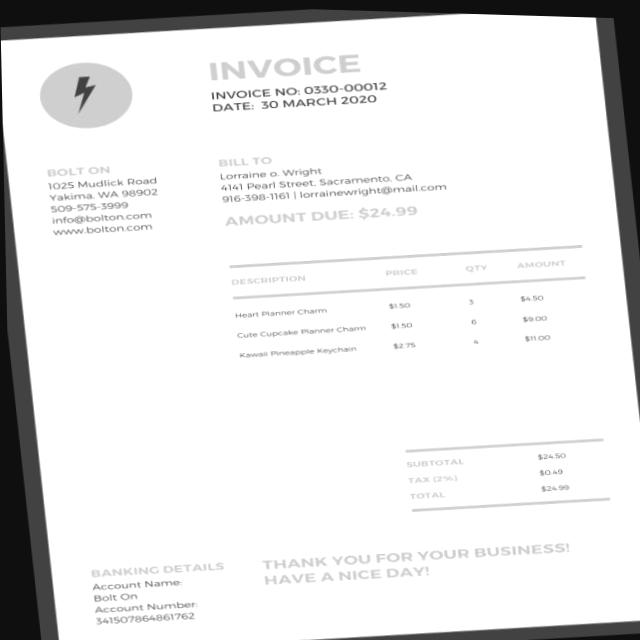 INVOICE
INVOICE NO: 0330-00012
DATE: 30 MARCH 2020
BOLT ON
1025 Mudlick Road
Yakima, WA 98902
509-575-3999
info@bolton.com
www.bolton.com
BILL TO
Lorraine o. Wright
4141 Pearl Street, Sacramento, CA
916-398-1161 | lorrainewright@mail.com
AMOUNT DUE: $24.99
DESCRIPTION PRICE QTY AMOUNT
Heart Planner Charm $1.50 3 $4.50
Cute Cupcake Planner Charm $1.50 6 $9.00
Kawaii Pineapple Keychain $2.75 4 $11.00
SUBTOTAL $24.50
TAX (2%) $0.49
TOTAL $24.99
BANKING DETAILS
Account Name:
Bolt On
Account Number:
341507864861762
THANK YOU FOR YOUR BUSINESS!
HAVE A NICE DAY!